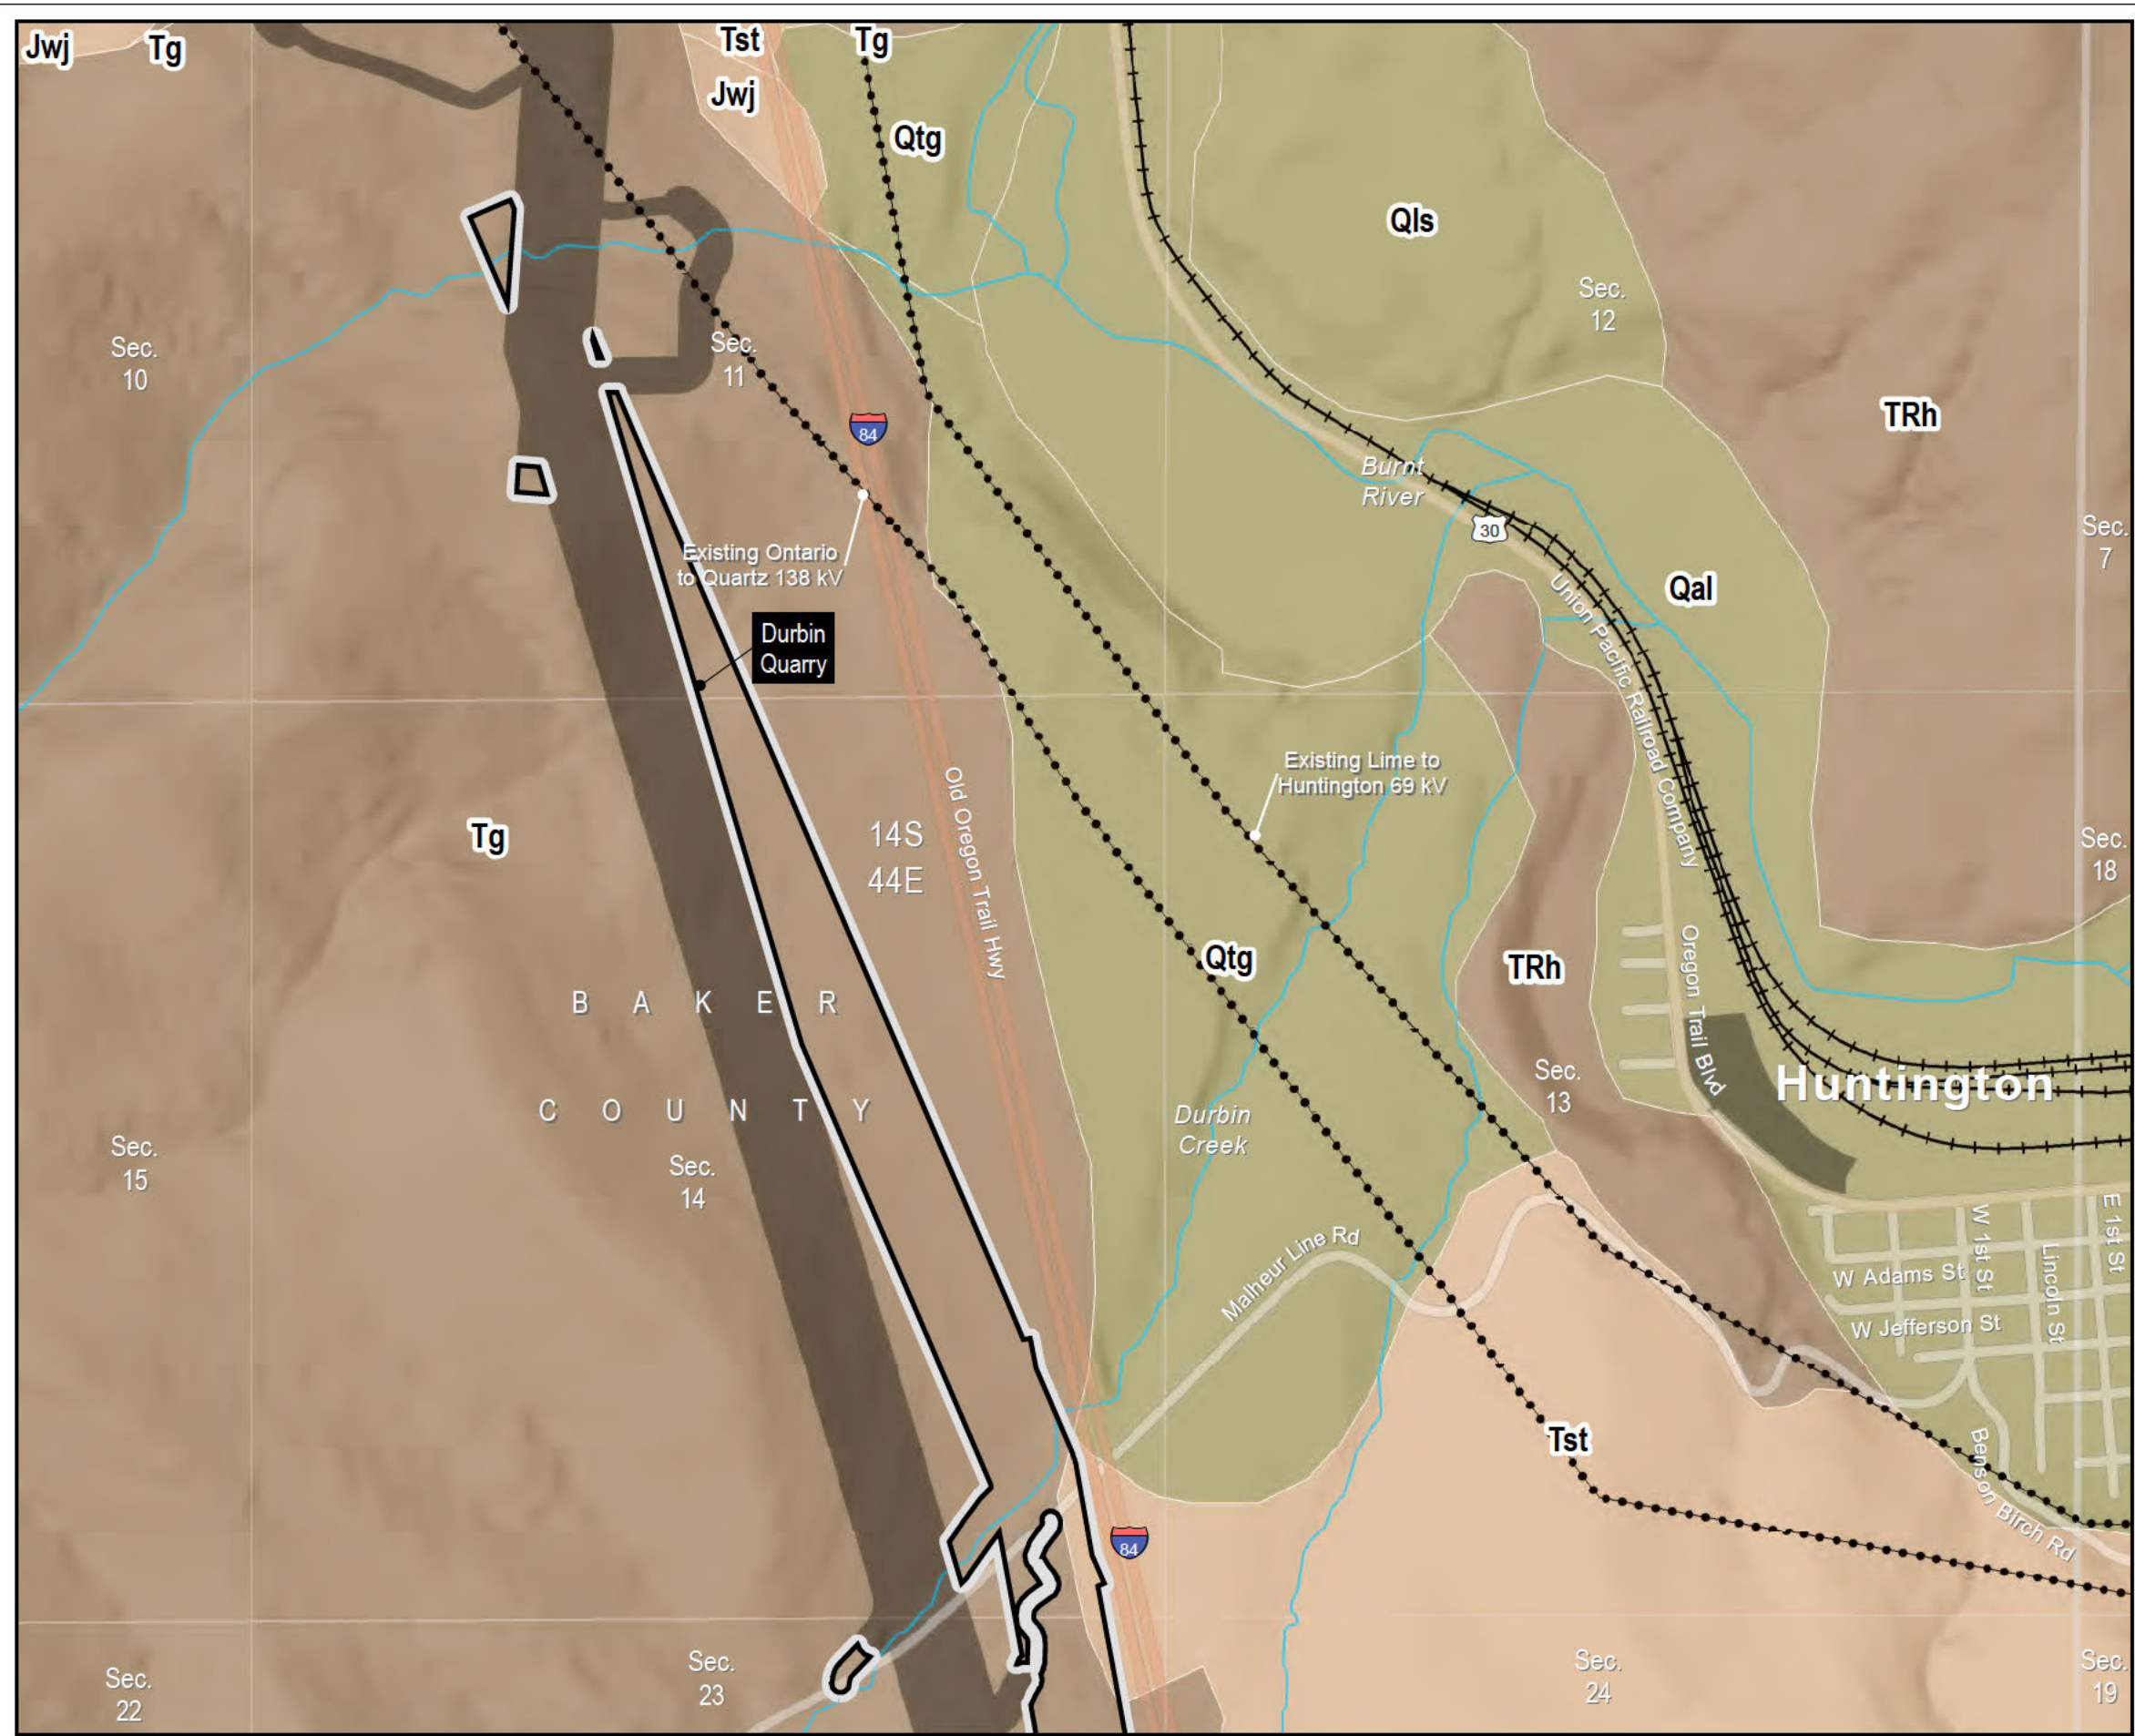 Jwj
Tg
Tst
Tg
Jwj
Qtg
Qls
Sec.
12
Sec.
10
Sec.
11
84
TRh
Burnt
River
30
Sec.
7
Existing Ontario
to Quartz 138 kV
Qal
Union Pacific Railroad Company
Durbin
Quarry
Existing Lime to
Huntington 69 kV
Old Oregon Trail Hwy
14S
44E
Tg
Sec.
18
Qtg
TRh
Oregon Trail Blvd
BAKER
COUNTY
Sec.
13
Huntington
Durbin
Creek
Sec.
15
Sec.
14
Malheur Line Rd
W 1st St
Lincoln St
E 1st St
W Adams St
W Jefferson St
Tst
Benson Birch Rd
84
Sec.
22
Sec.
23
Sec.
24
Sec.
19